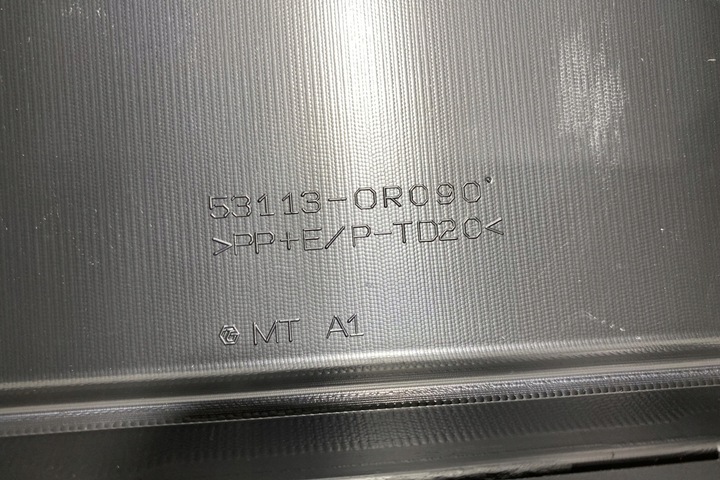 53113-0R090
>PP+E/P-TD20<
MT A1